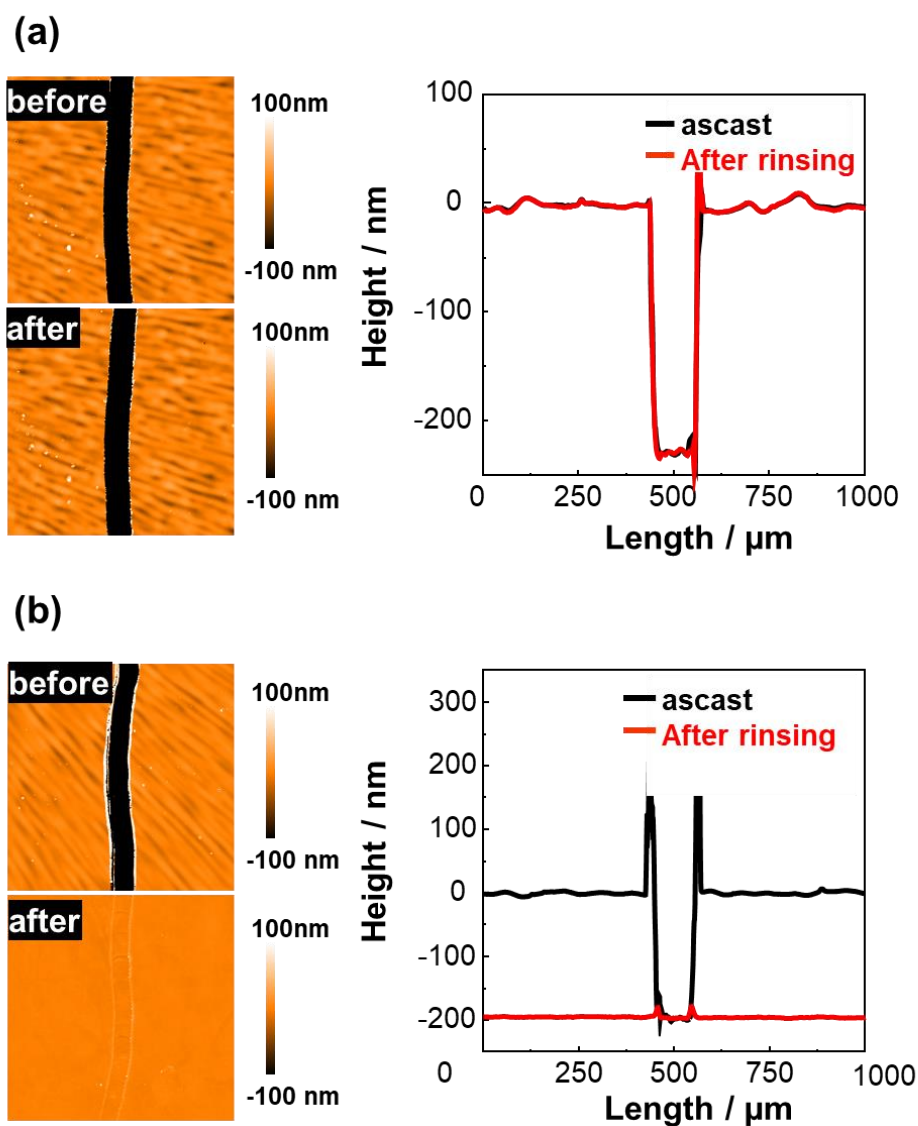 (a)
before
100nm
-100 nm
after
100nm
-100 nm
100
0
-100
-200
Height / nm
ascast
After rinsing
0 250 500 750 1000
Length / μm
(b)
before
100nm
-100 nm
after
100nm
-100 nm
300
200
100
0
-100
-200
Height / nm
ascast
After rinsing
0 250 500 750 1000
Length / μm